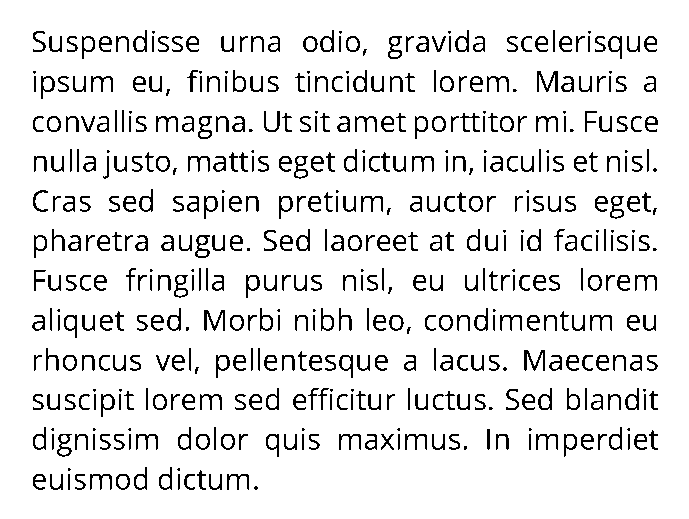 Suspendisse urna odio, gravida scelerisque
ipsum eu, finibus tincidunt lorem. Mauris a
convallis magna. Ut sit amet porttitor mi. Fusce
nulla justo, mattis eget dictum in, iaculis et nisl.
Cras sed sapien pretium, auctor risus eget,
pharetra augue. Sed laoreet at dui id facilisis.
Fusce fringilla purus nisl, eu ultrices lorem
aliquet sed. Morbi nibh leo, condimentum eu
rhoncus vel, pellentesque a lacus. Maecenas
suscipit lorem sed efficitur luctus. Sed blandit
dignissim dolor quis maximus. In imperdiet
euismod dictum.